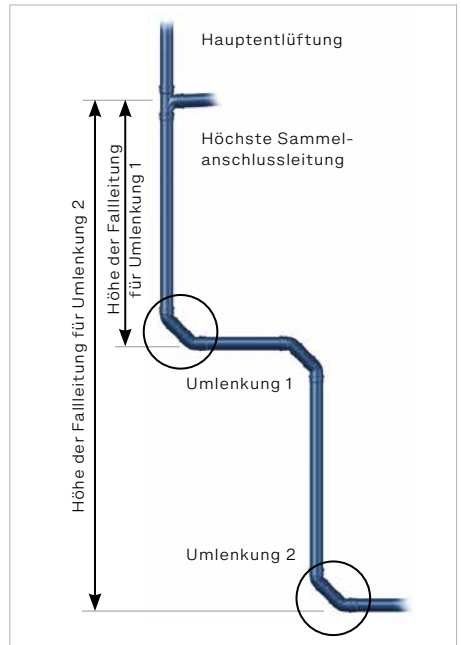 Hauptentlüftung
Höchste Sammel-
anschlussleitung
Höhe der Fallleitung
für Umlenkung 1
Höhe der Fallleitung für Umlenkung 2
Umlenkung 1
Umlenkung 2